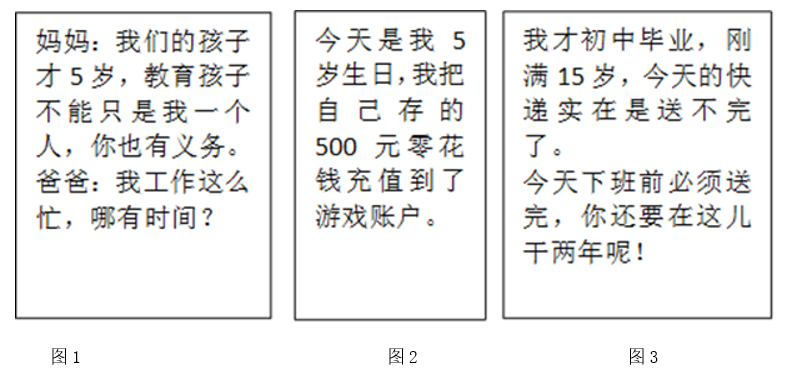 妈妈：我们的孩子
才 5 岁，教育孩子
不能只是我一个
人，你也有义务。
爸爸：我工作这么
忙，哪有时间？
今天是我 5
岁生日，我把
自己存的
500 元零花
钱充值到了
游戏账户。
我才初中毕业，刚
满 15 岁，今天的快
递实在是送不完
了。
今天下班前必须送
完，你还要在这儿
干两年呢！
图 1
图 2
图 3